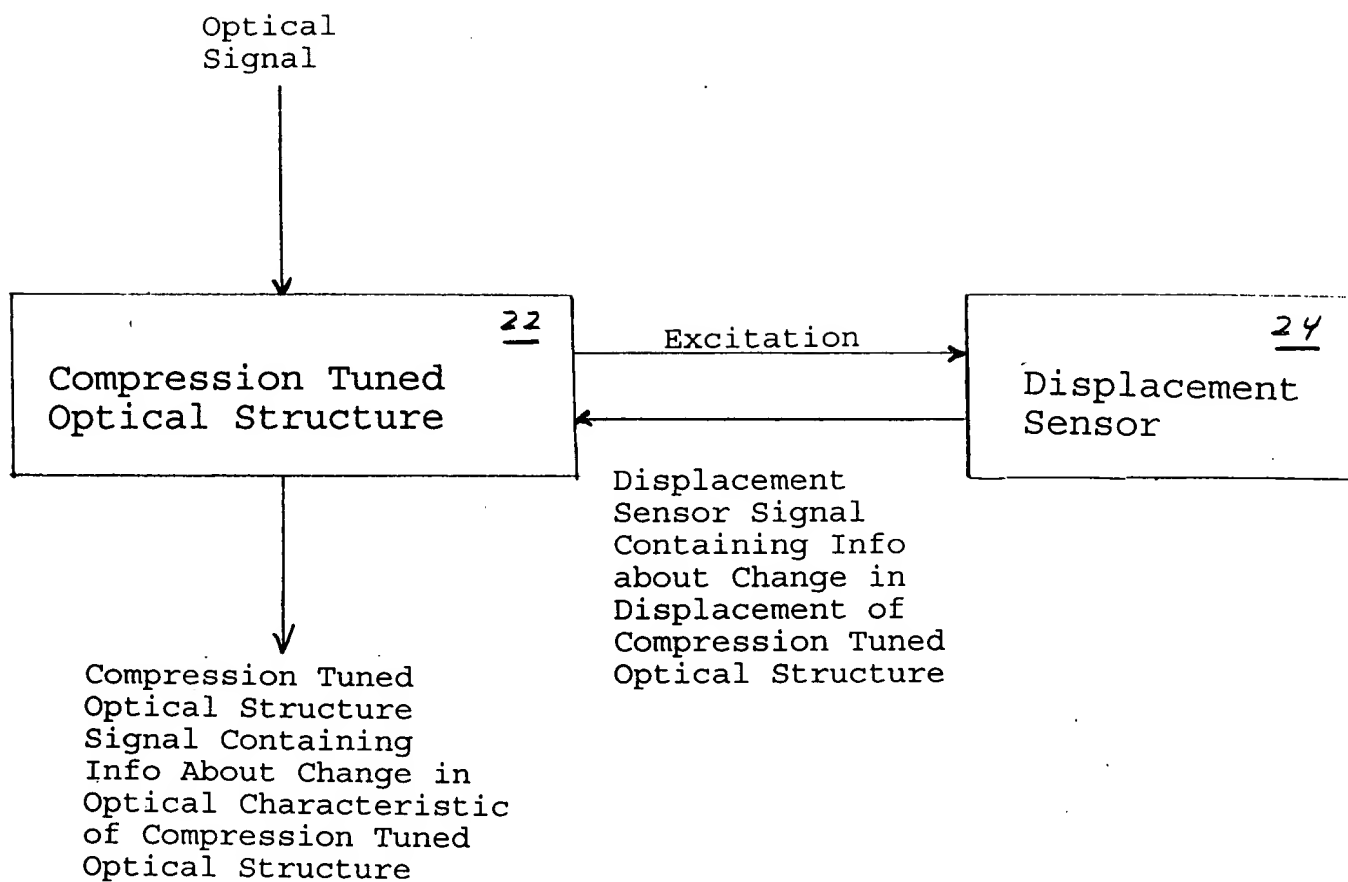 Optical
Signal
22
Compression Tuned
Optical Structure
Excitation
24
Displacement
Sensor
Displacement
Sensor Signal
Containing Info
about Change in
Displacement of
Compression Tuned
Optical Structure
Compression Tuned
Optical Structure
Signal Containing
Info About Change in
Optical Characteristic
of Compression Tuned
Optical Structure